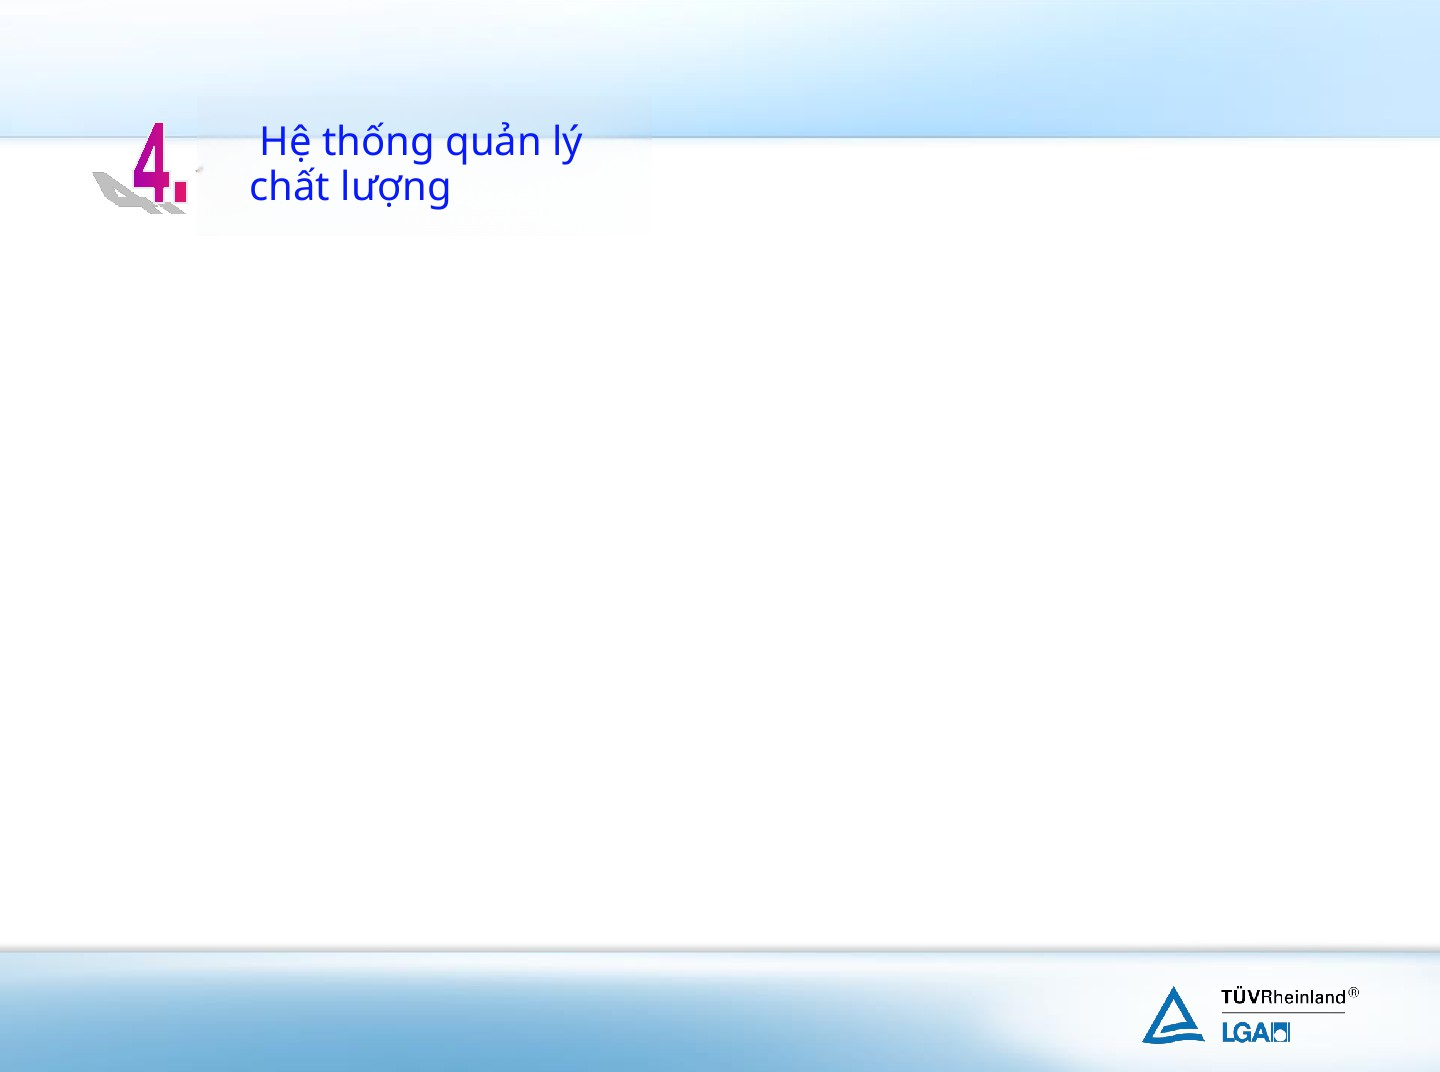 4.
Hệ thống quản lý
chất lượng
TÜVRheinland®
LGA